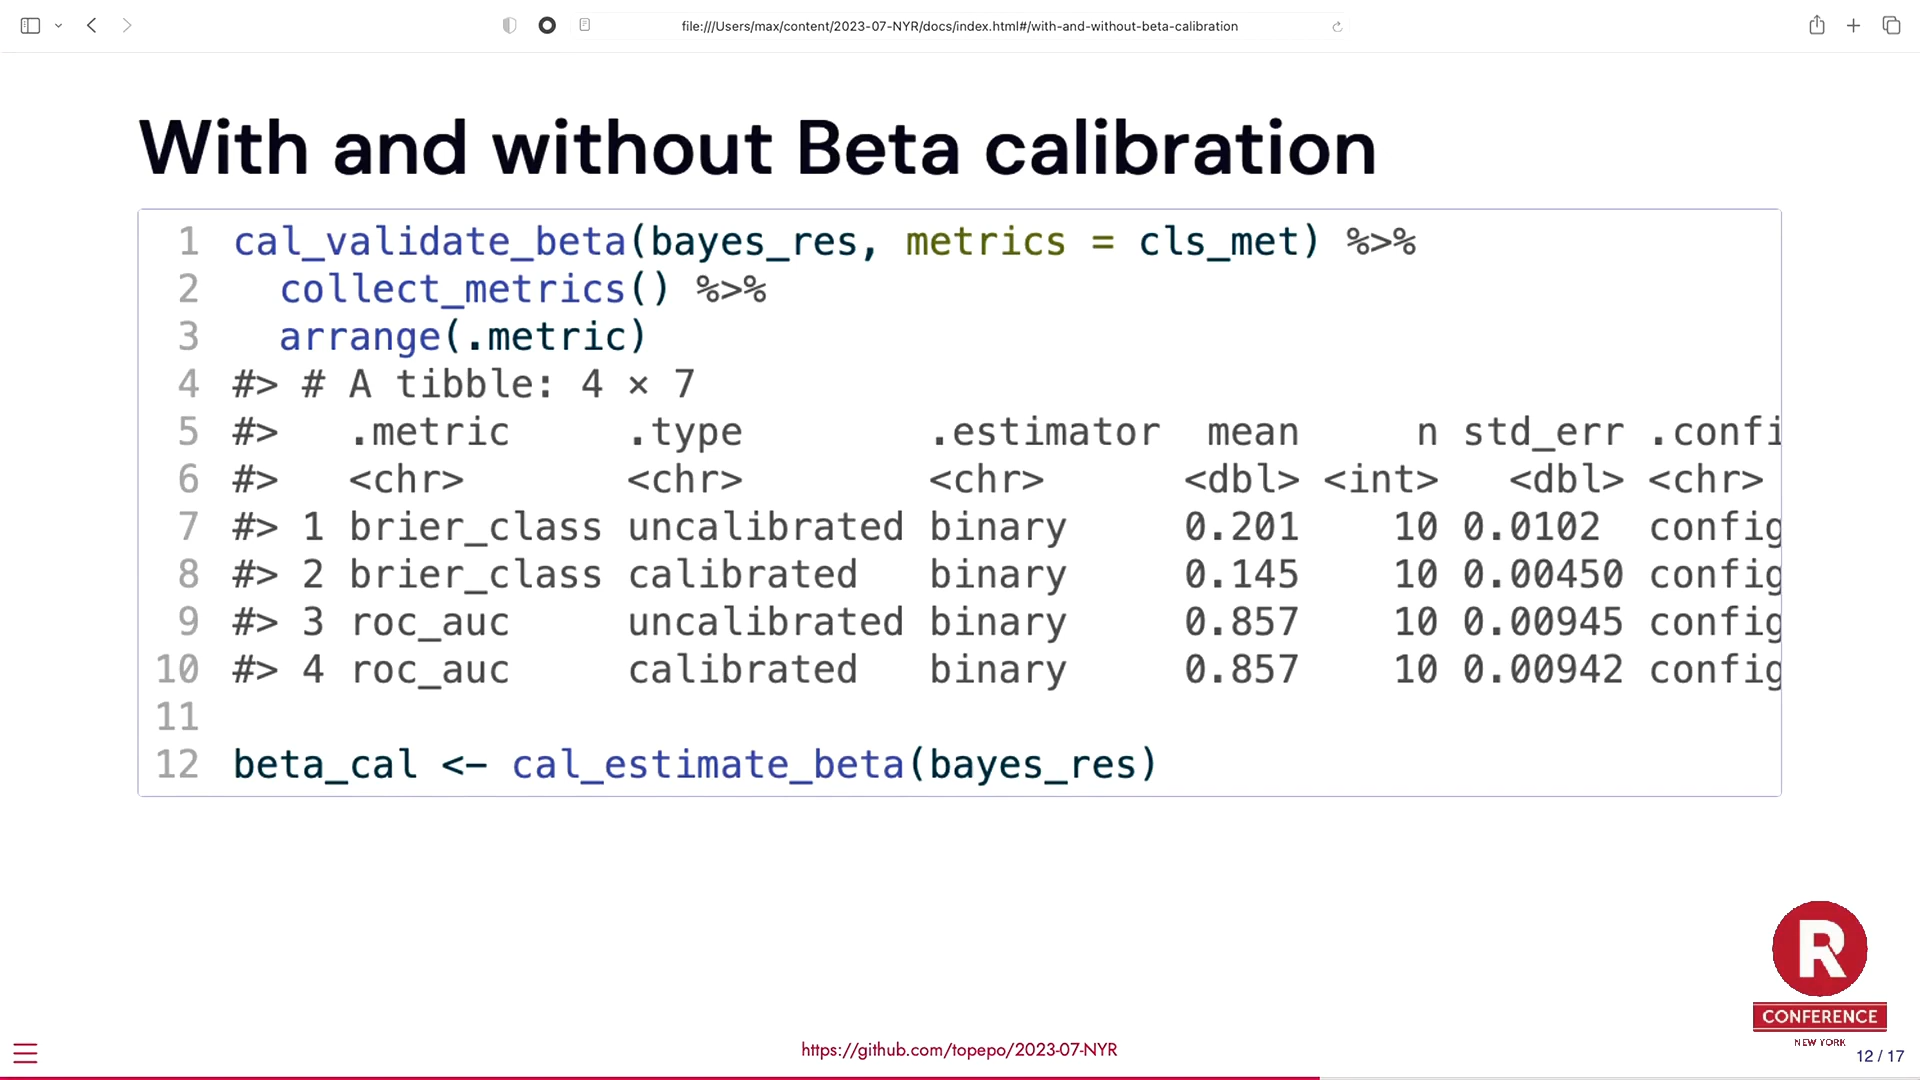 file:///Users/max/content/2023-07-NYR/docs/index.html#/with-and-without-beta-calibration
With and without Beta calibration
1 cal_validate_beta(bayes_res, metrics = cls_met) %>%
2   collect_metrics() %>%
3   arrange(.metric)
4 #> # A tibble: 4 × 7
5 #>   .metric     .type        .estimator  mean     n std_err .confi
6 #>   <chr>       <chr>        <chr>      <dbl> <int>   <dbl> <chr>
7 #> 1 brier_class uncalibrated binary     0.201    10 0.0102  config
8 #> 2 brier_class calibrated   binary     0.145    10 0.00450 config
9 #> 3 roc_auc     uncalibrated binary     0.857    10 0.00945 config
10 #> 4 roc_auc     calibrated   binary     0.857    10 0.00942 config
11
12 beta_cal <- cal_estimate_beta(bayes_res)
R
CONFERENCE
NEW YORK
https://github.com/topepo/2023-07-NYR
12 / 17